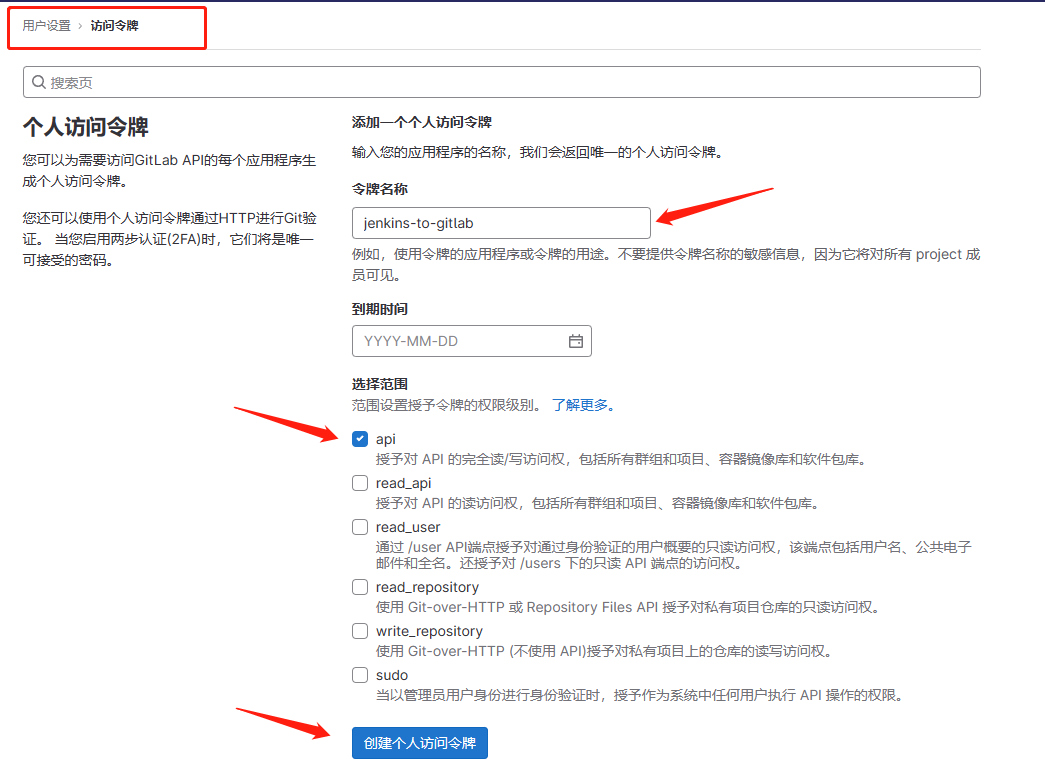 用户设置 › 访问令牌
搜索页
个人访问令牌
您可以为需要访问GitLab API的每个应用程序生
成个人访问令牌。
您还可以使用个人访问令牌通过HTTP进行Git验
证。 当您启用两步认证(2FA)时，它们将是唯一
可接受的密码。
添加一个个人访问令牌
输入您的应用程序的名称，我们会返回唯一的个人访问令牌。
令牌名称
jenkins-to-gitlab
例如，使用令牌的应用程序或令牌的用途。不要提供令牌名称的敏感信息，因为它将对所有 project 成
员可见。
到期时间
YYYY-MM-DD
选择范围
范围设置授予令牌的权限级别。 了解更多。
api
授予对 API 的完全读/写访问权，包括所有群组和项目、容器镜像库和软件包库。
read_api
授予对 API 的读访问权，包括所有群组和项目、容器镜像库和软件包库。
read_user
通过 /user API端点授予对通过身份验证的用户概要的只读访问权，该端点包括用户名、公共电子
邮件和全名。还授予对 /users 下的只读 API 端点的访问权。
read_repository
使用 Git-over-HTTP 或 Repository Files API 授予对私有项目仓库的只读访问权。
write_repository
使用 Git-over-HTTP (不使用 API)授予对私有项目上的仓库的读写访问权。
sudo
当以管理员用户身份进行身份验证时，授予作为系统中任何用户执行 API 操作的权限。
创建个人访问令牌